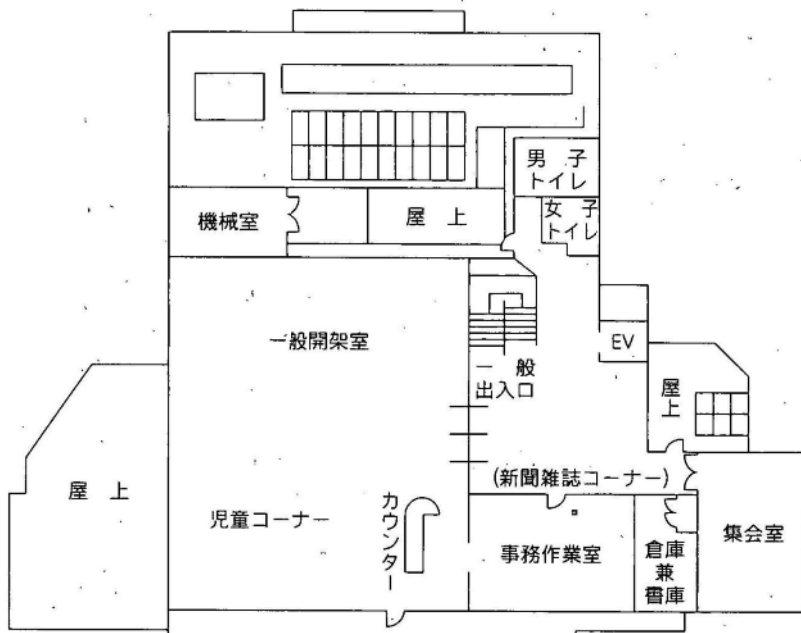 男子
トイレ
女子
トイレ
機械室
屋上
一般開架室
EV
一般
出入口
屋上
屋上
(新聞雑誌コーナー)
児童コーナー
カウンター
事務作業室
倉庫
兼
書庫
集会室